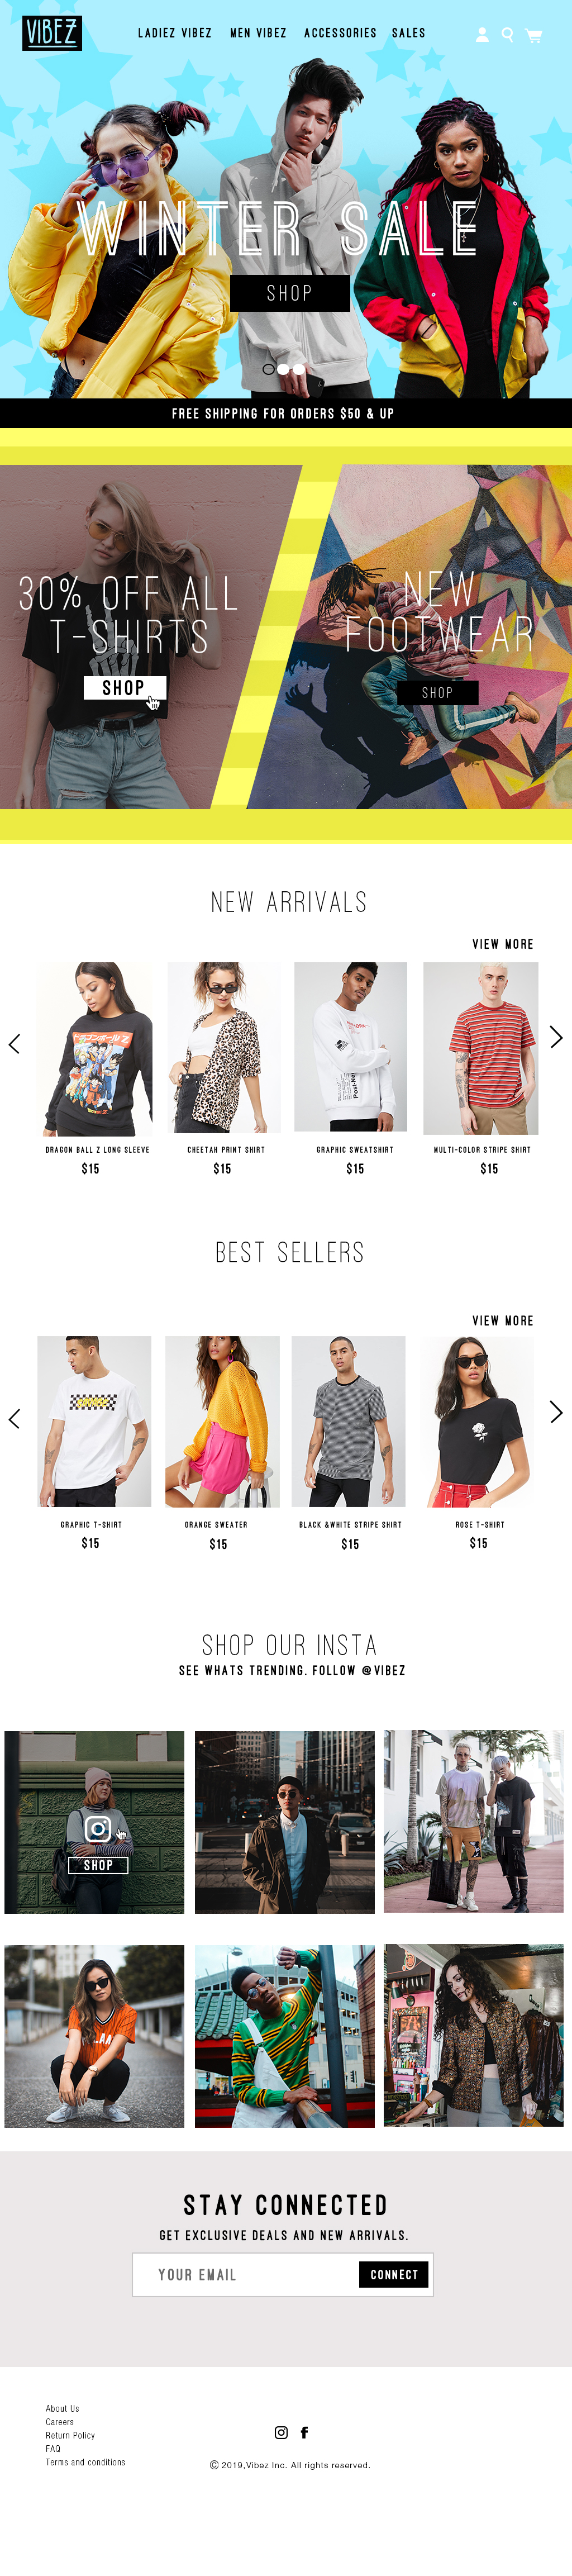 VIBEZ
LADIEZ VIBEZ MEN VIBEZ ACCESSORIES SALES
WINTER SALE
SHOP
FREE SHIPPING FOR ORDERS $50 & UP
30% OFF ALL
T-SHIRTS
SHOP
NEW
FOOTWEAR
SHOP
NEW ARRIVALS
VIEW MORE
DRAGON BALL Z LONG SLEEVE
$15
CHEETAH PRINT SHIRT
$15
GRAPHIC SWEATSHIRT
$15
MULTI-COLOR STRIPE SHIRT
$15
BEST SELLERS
VIEW MORE
GRAPHIC T-SHIRT
$15
ORANGE SWEATER
$15
BLACK &WHITE STRIPE SHIRT
$15
ROSE T-SHIRT
$15
SHOP OUR INSTA
SEE WHATS TRENDING. FOLLOW @VIBEZ
SHOP
STAY CONNECTED
GET EXCLUSIVE DEALS AND NEW ARRIVALS.
YOUR EMAIL
CONNECT
About Us
Careers
Return Policy
FAQ
Terms and conditions
© 2019,Vibez Inc. All rights reserved.